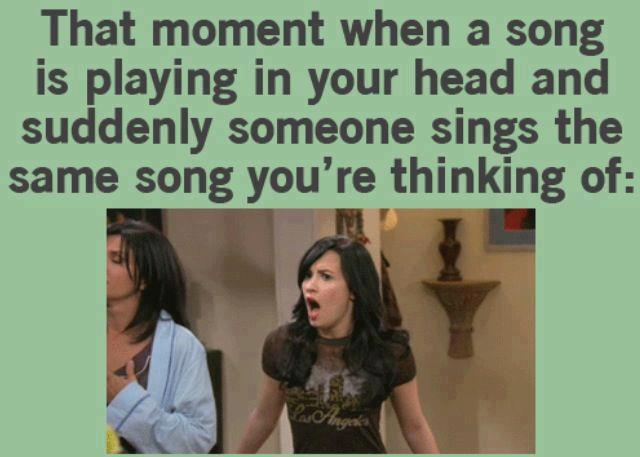 That moment when a song
is playing in your head and
suddenly someone sings the
same song you're thinking of:
Los Angeles